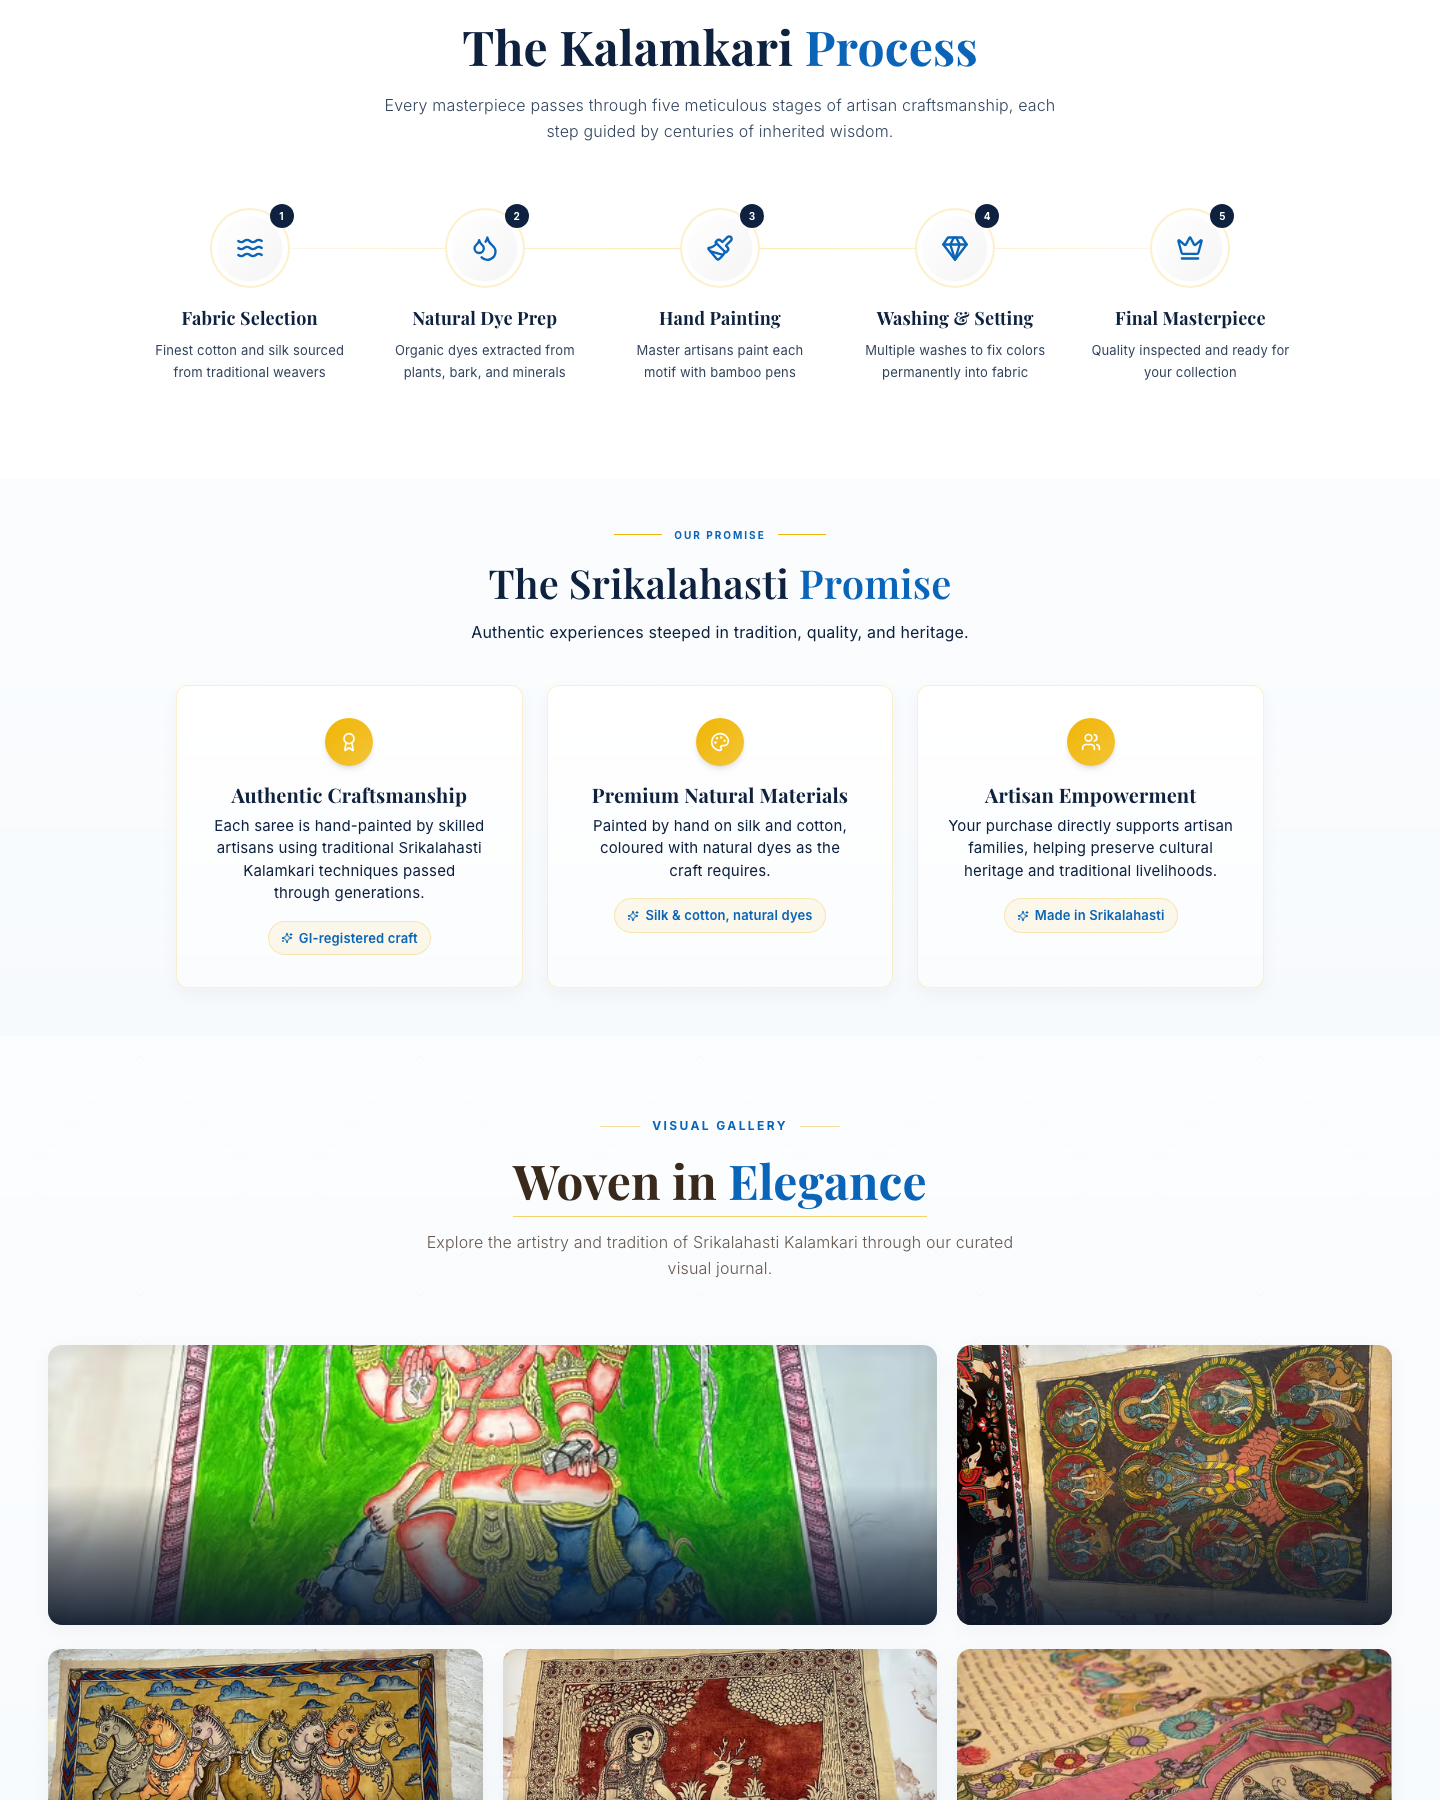 The Kalamkari Process
Every masterpiece passes through five meticulous stages of artisan craftsmanship, each
step guided by centuries of inherited wisdom.
1
2
3
4
5
Fabric Selection
Finest cotton and silk sourced
from traditional weavers
Natural Dye Prep
Organic dyes extracted from
plants, bark, and minerals
Hand Painting
Master artisans paint each
motif with bamboo pens
Washing & Setting
Multiple washes to fix colors
permanently into fabric
Final Masterpiece
Quality inspected and ready for
your collection
OUR PROMISE
The Srikalahasti Promise
Authentic experiences steeped in tradition, quality, and heritage.
Authentic Craftsmanship
Each saree is hand-painted by skilled
artisans using traditional Srikalahasti
Kalamkari techniques passed
through generations.
GI-registered craft
Premium Natural Materials
Painted by hand on silk and cotton,
coloured with natural dyes as the
craft requires.
Silk & cotton, natural dyes
Artisan Empowerment
Your purchase directly supports artisan
families, helping preserve cultural
heritage and traditional livelihoods.
Made in Srikalahasti
VISUAL GALLERY
Woven in Elegance
Explore the artistry and tradition of Srikalahasti Kalamkari through our curated
visual journal.